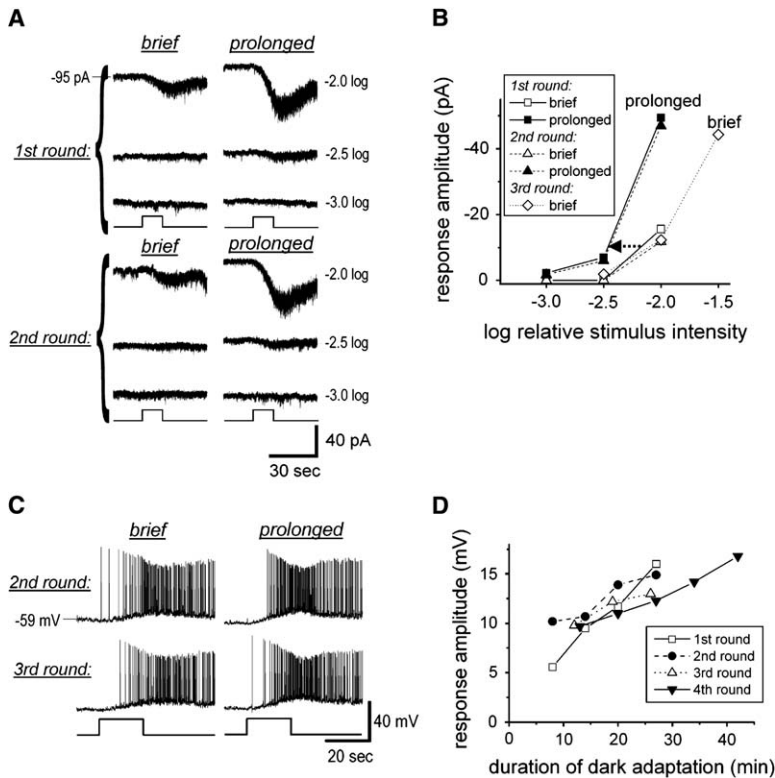 A
brief prolonged
-95 pA
-2.0 log
1st round:
-2.5 log
-3.0 log
brief prolonged
-2.0 log
2nd round:
-2.5 log
-3.0 log
40 pA
30 sec
B
response amplitude (pA)
-40
-20
0
1st round:
brief
prolonged
2nd round:
brief
prolonged
3rd round:
brief
prolonged
brief
-3.0 -2.5 -2.0 -1.5
log relative stimulus intensity
C
brief prolonged
2nd round:
-59 mV
3rd round:
40 mV
20 sec
D
response amplitude (mV)
15
10
5
0
1st round
2nd round
3rd round
4th round
0 10 20 30 40
duration of dark adaptation (min)